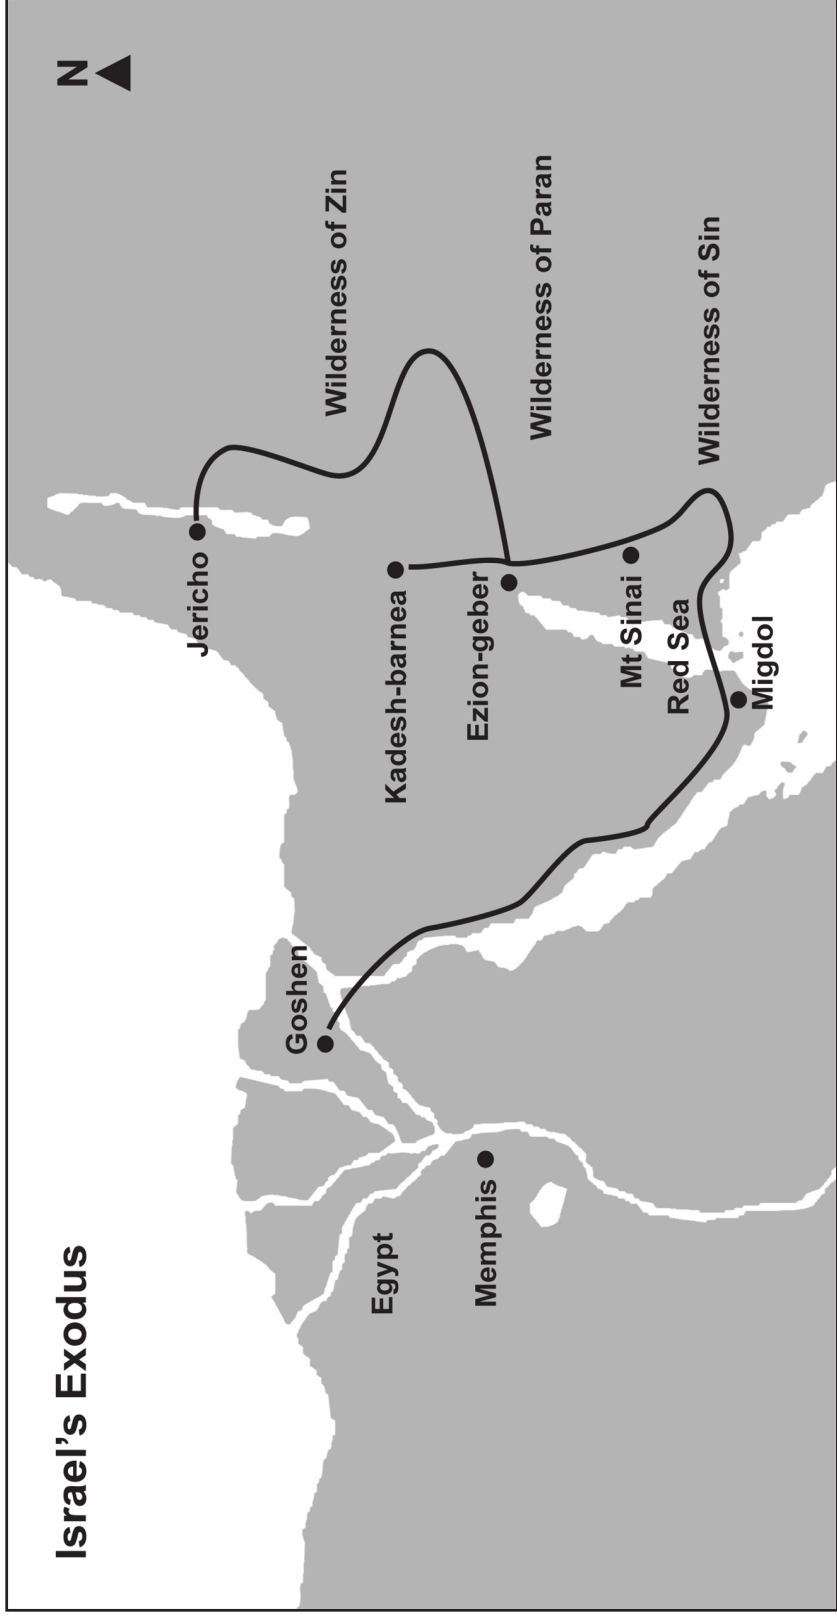 Israel’s Exodus
N
Goshen
Egypt
Memphis
Jericho
Kadesh-barnea
Ezion-geber
Mt Sinai
Red Sea
Migdol
Wilderness of Zin
Wilderness of Paran
Wilderness of Sin